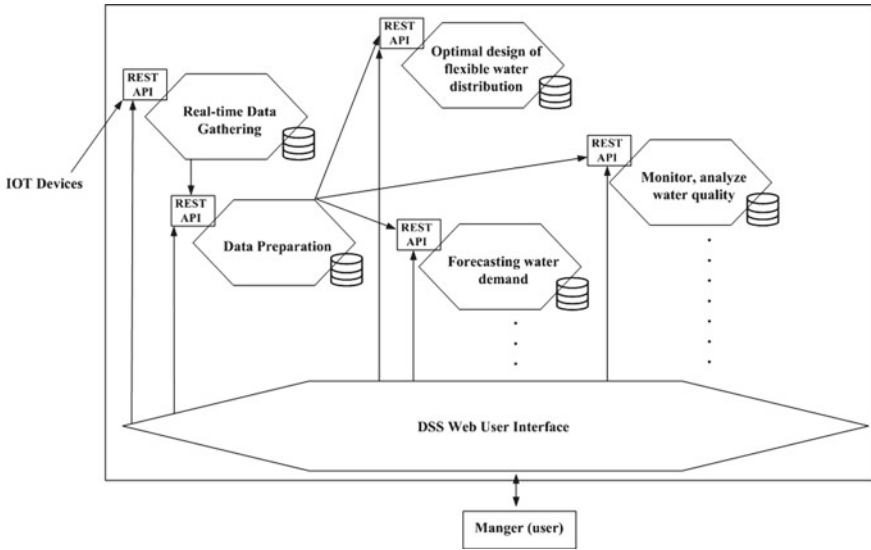 REST
API
Optimal design of
flexible water
distribution
REST
API
Real-time Data
Gathering
REST
API
Monitor, analyze
water quality
IOT Devices
REST
API
Data Preparation
REST
API
Forecasting water
demand
DSS Web User Interface
Manger (user)